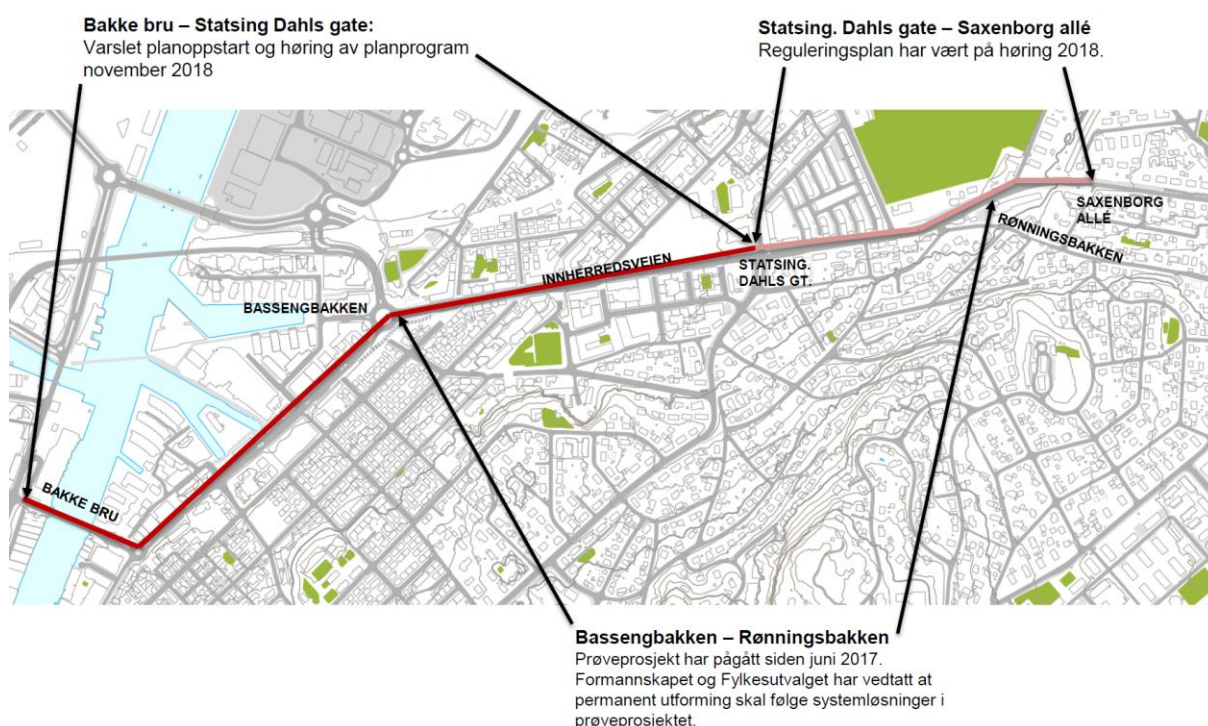 Bakke bru – Statsing Dahls gate:
Varslet planoppstart og høring av planprogram
november 2018
Statsing. Dahls gate – Saxenborg allé
Reguleringsplan har vært på høring 2018.
SAXENBORG
ALLÉ
RØNNINGSBAKKEN
INNHERREDSVEIEN
STATSING.
DAHLS GT.
BASSENGBAKKEN
BAKKE BRU
Bassengbakken – Rønningsbakken
Prøveprosjekt har pågått siden juni 2017.
Formannskapet og Fylkesutvalget har vedtatt at
permanent utforming skal følge systemløsninger i
prøveprosjektet.